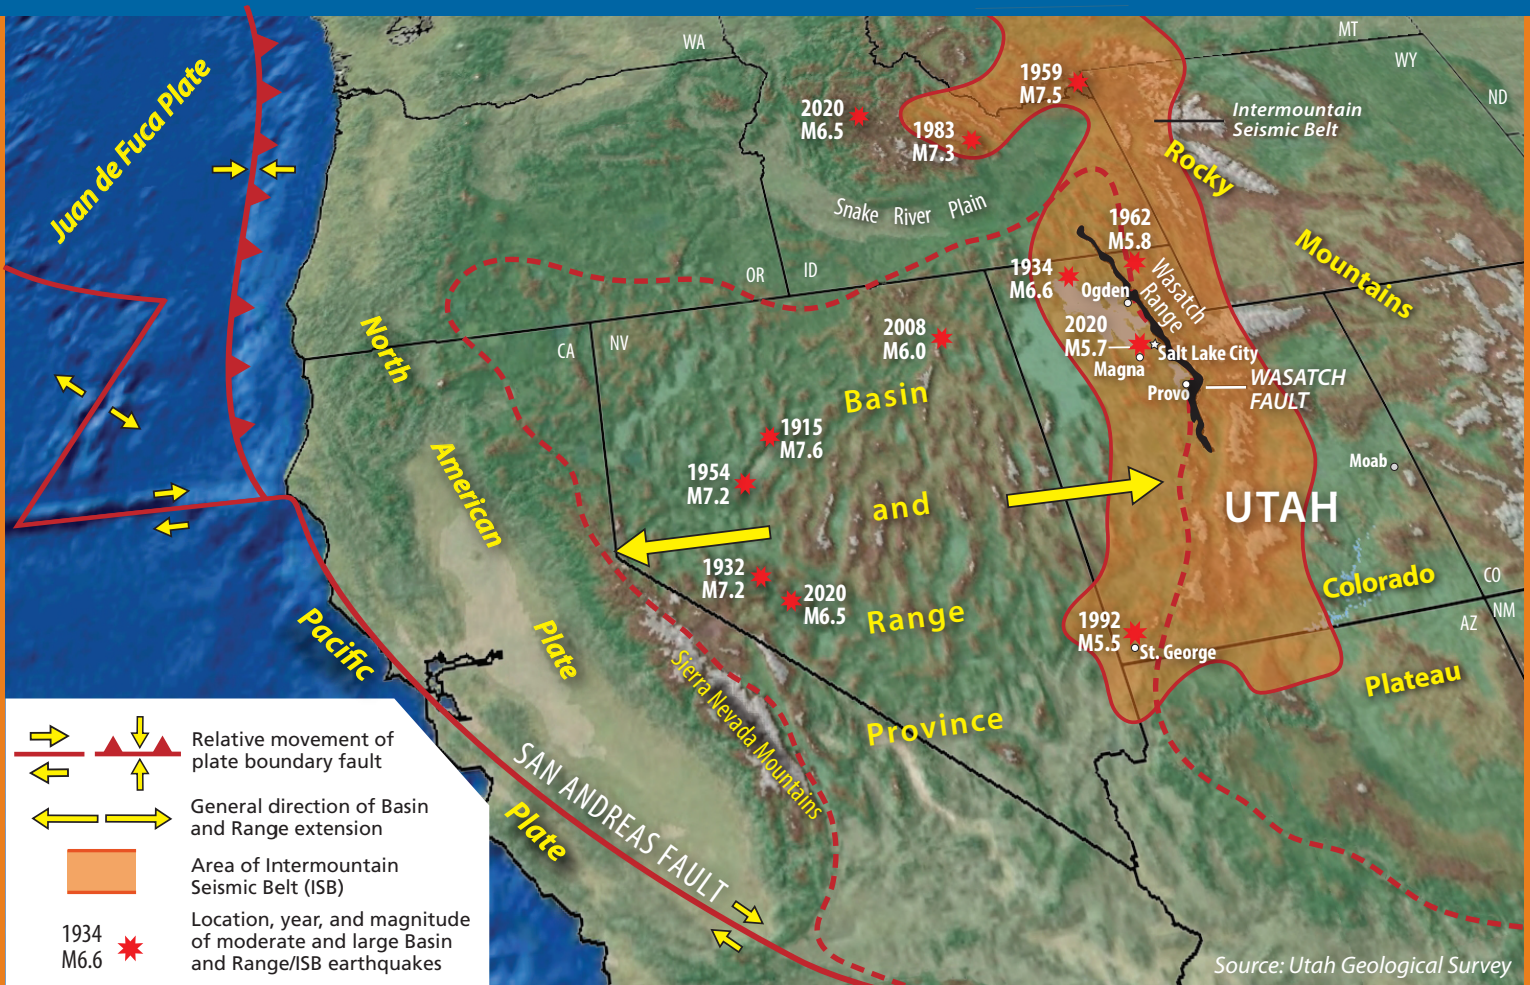 Juan de Fuca Plate
WA
MT
WY
ND
1959
M7.5
2020
M6.5
1983
M7.3
Intermountain
Seismic Belt
Rocky
Mountains
Snake River Plain
1962
M5.8
OR
ID
1934
M6.6
Ogden
Wasatch
Range
North
American
Plate
CA
NV
2008
M6.0
2020
M5.7
Salt Lake City
Magna
Provo
WASATCH
FAULT
Basin
and
Range
Province
1915
M7.6
1954
M7.2
Moab
UTAH
1932
M7.2
2020
M6.5
Colorado
Plateau
CO
NM
AZ
1992
M5.5
St. George
Pacific
Plate
Sierra Nevada Mountains
SAN ANDREAS FAULT
Relative movement of
plate boundary fault
General direction of Basin
and Range extension
Area of Intermountain
Seismic Belt (ISB)
1934
M6.6
Location, year, and magnitude
of moderate and large Basin
and Range/ISB earthquakes
Source: Utah Geological Survey